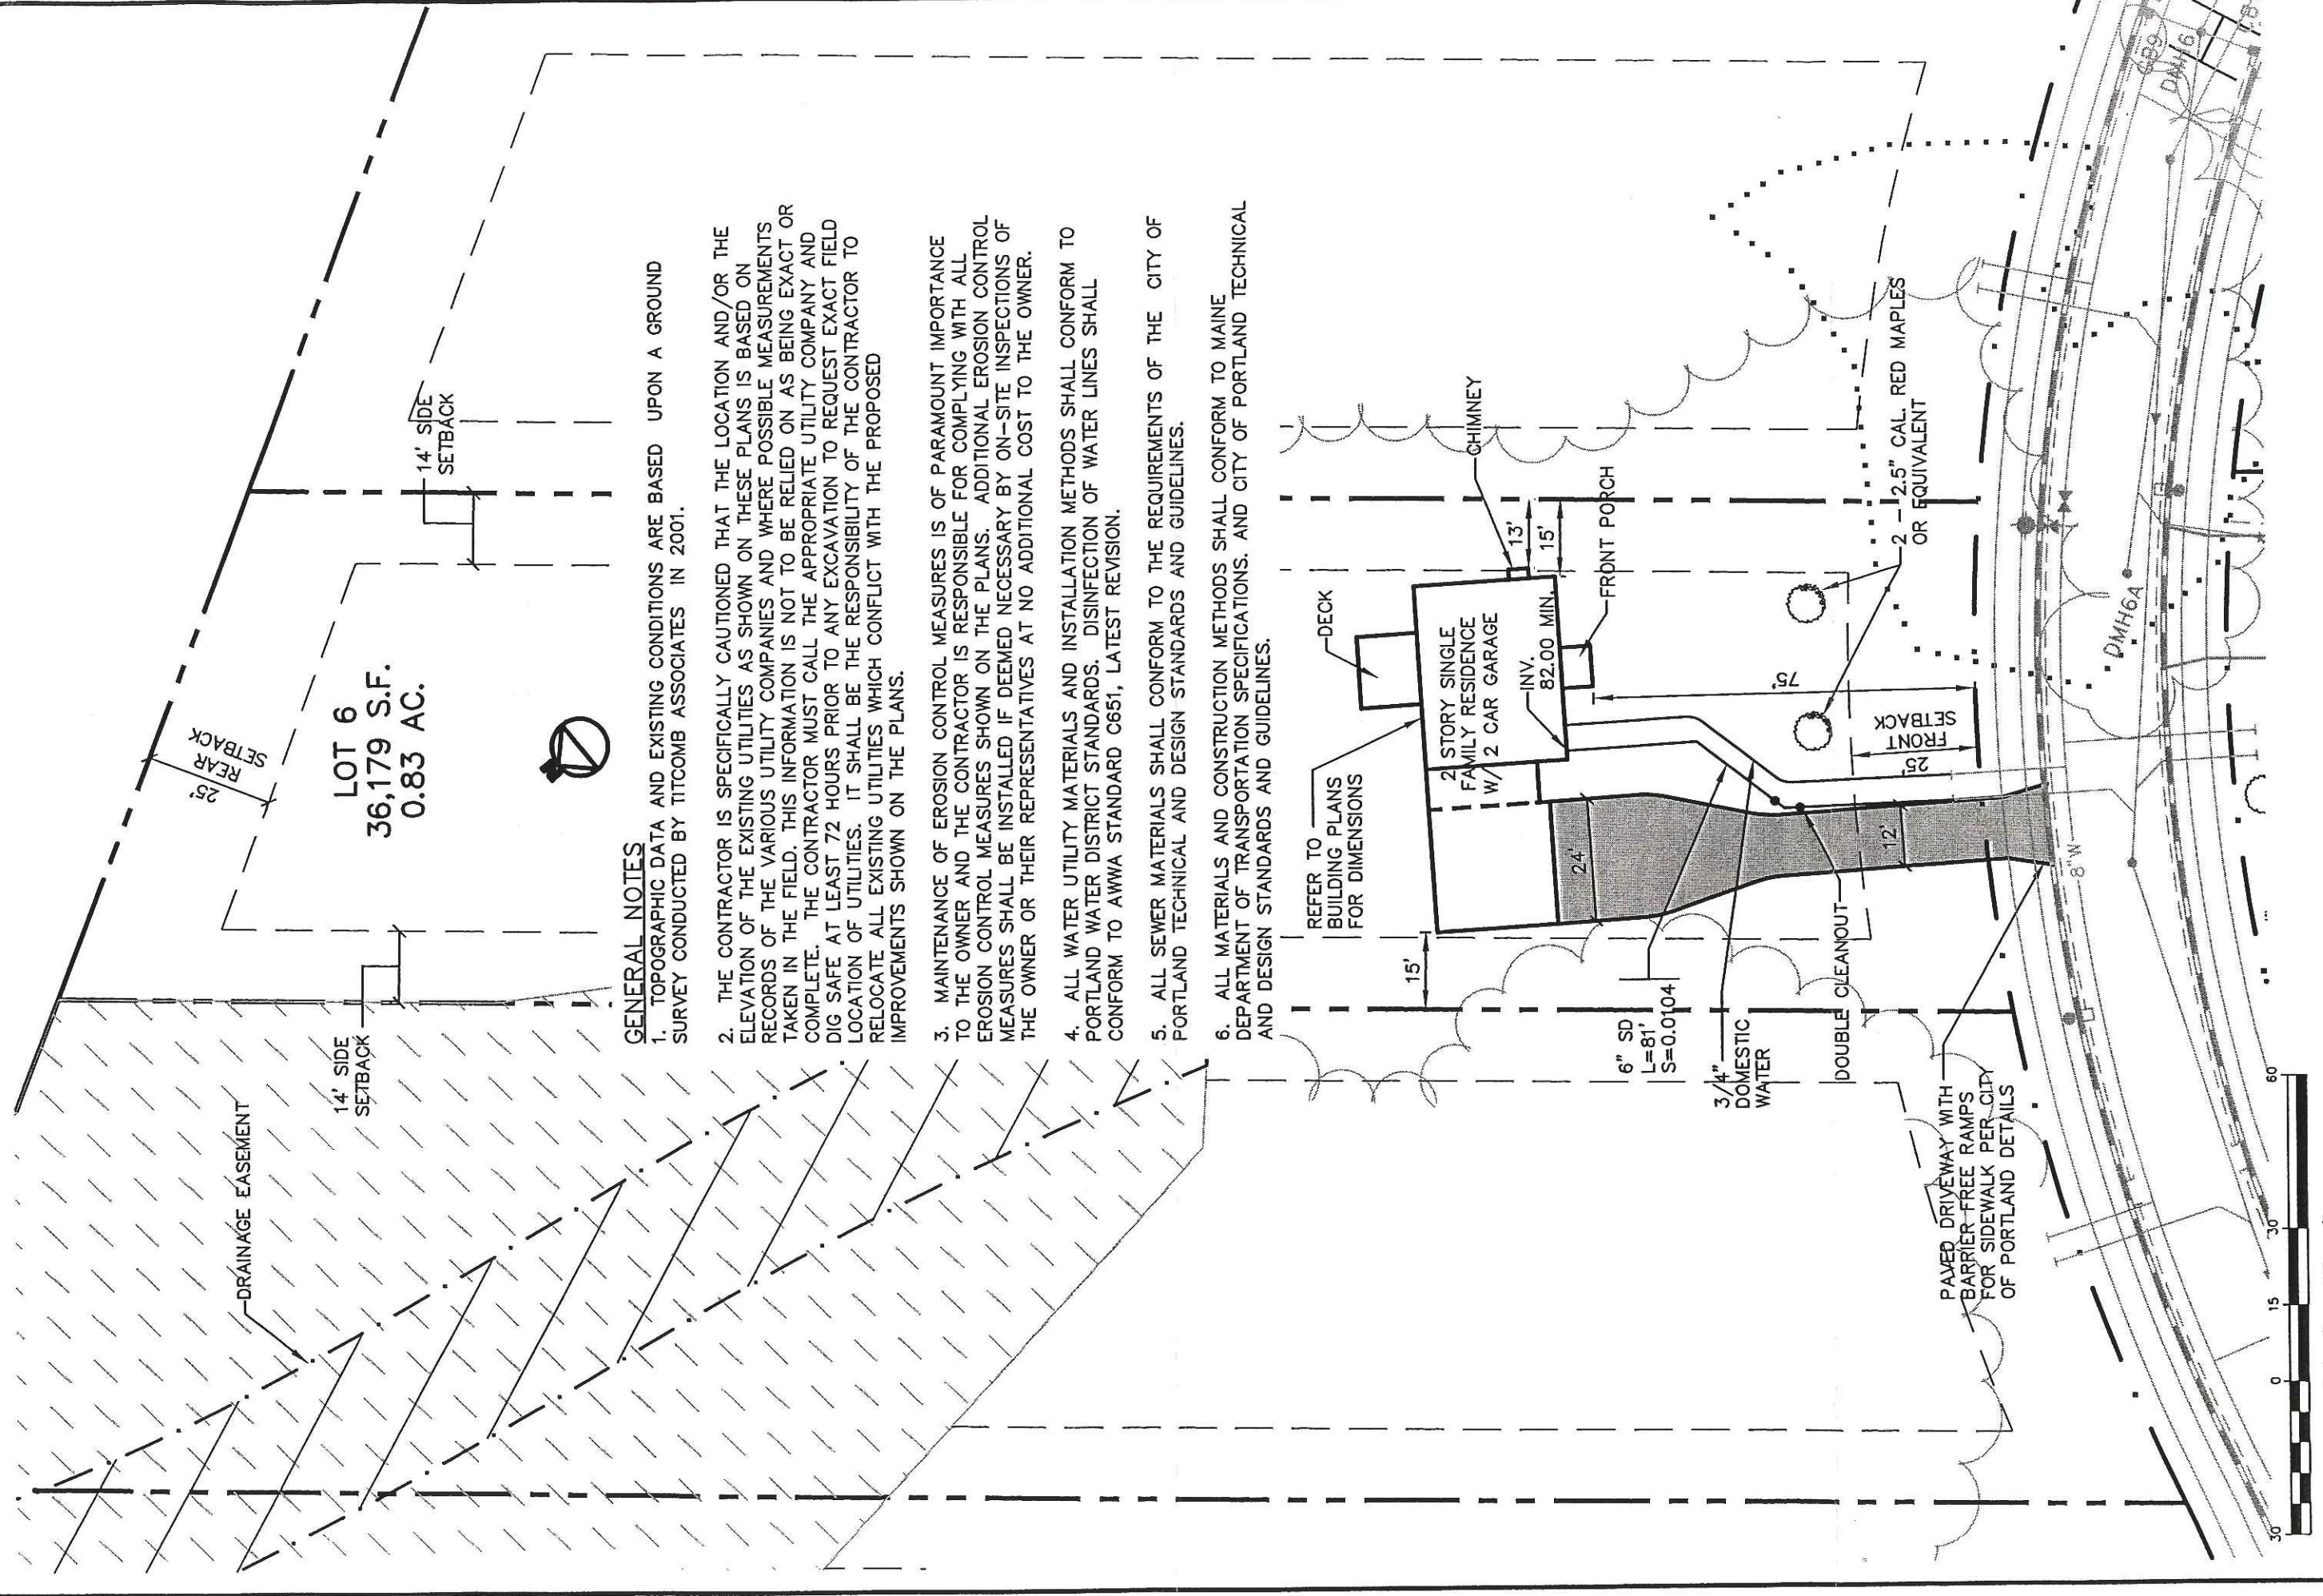 25'
REAR
SETBACK
LOT 6
36,179 S.F.
0.83 AC.
14' SIDE
SETBACK
14' SIDE
SETBACK
DRAINAGE EASEMENT
GENERAL NOTES
1. TOPOGRAPHIC DATA AND EXISTING CONDITIONS ARE BASED UPON A GROUND
SURVEY CONDUCTED BY TITCOMB ASSOCIATES IN 2001.
2. THE CONTRACTOR IS SPECIFICALLY CAUTIONED THAT THE LOCATION AND/OR THE
ELEVATION OF THE EXISTING UTILITIES AS SHOWN ON THESE PLANS IS BASED ON
RECORDS OF THE VARIOUS UTILITY COMPANIES AND WHERE POSSIBLE MEASUREMENTS
TAKEN IN THE FIELD. THIS INFORMATION IS NOT TO BE RELIED ON AS BEING EXACT OR
COMPLETE. THE CONTRACTOR MUST CALL THE APPROPRIATE UTILITY COMPANY AND
DIG SAFE AT LEAST 72 HOURS PRIOR TO ANY EXCAVATION TO REQUEST EXACT FIELD
LOCATION OF UTILITIES. IT SHALL BE THE RESPONSIBILITY OF THE CONTRACTOR TO
RELOCATE ALL EXISTING UTILITIES WHICH CONFLICT WITH THE PROPOSED
IMPROVEMENTS SHOWN ON THE PLANS.
3. MAINTENANCE OF EROSION CONTROL MEASURES IS OF PARAMOUNT IMPORTANCE
TO THE OWNER AND THE CONTRACTOR IS RESPONSIBLE FOR COMPLYING WITH ALL
EROSION CONTROL MEASURES SHOWN ON THE PLANS. ADDITIONAL EROSION CONTROL
MEASURES SHALL BE INSTALLED IF DEEMED NECESSARY BY ON-SITE INSPECTIONS OF
THE OWNER OR THEIR REPRESENTATIVES AT NO ADDITIONAL COST TO THE OWNER.
4. ALL WATER UTILITY MATERIALS AND INSTALLATION METHODS SHALL CONFORM TO
PORTLAND WATER DISTRICT STANDARDS. DISINFECTION OF WATER LINES SHALL
CONFORM TO AWWA STANDARD C651, LATEST REVISION.
5. ALL SEWER MATERIALS SHALL CONFORM TO THE REQUIREMENTS OF THE CITY OF
PORTLAND TECHNICAL AND DESIGN STANDARDS AND GUIDELINES.
6. ALL MATERIALS AND CONSTRUCTION METHODS SHALL CONFORM TO MAINE
DEPARTMENT OF TRANSPORTATION SPECIFICATIONS. AND CITY OF PORTLAND TECHNICAL
AND DESIGN STANDARDS AND GUIDELINES.
REFER TO
BUILDING PLANS
FOR DIMENSIONS
DECK
CHIMNEY
13'
15'
FRONT PORCH
2 STORY SINGLE
FAMILY RESIDENCE
W/ 2 CAR GARAGE
INV.
82.00 MIN.
15'
24'
12'
75'
25'
FRONT
SETBACK
2 - 2.5" CAL. RED MAPLES
OR EQUIVALENT
6" SD
L=81'
S=0.0104
3/4"
DOMESTIC
WATER
DOUBLE CLEANOUT
PAVED DRIVEWAY WITH
BARRIER FREE RAMPS
FOR SIDEWALK PER CITY
OF PORTLAND DETAILS
8"W
DMH6A
CB9
DMH6
30 0 15 30 60